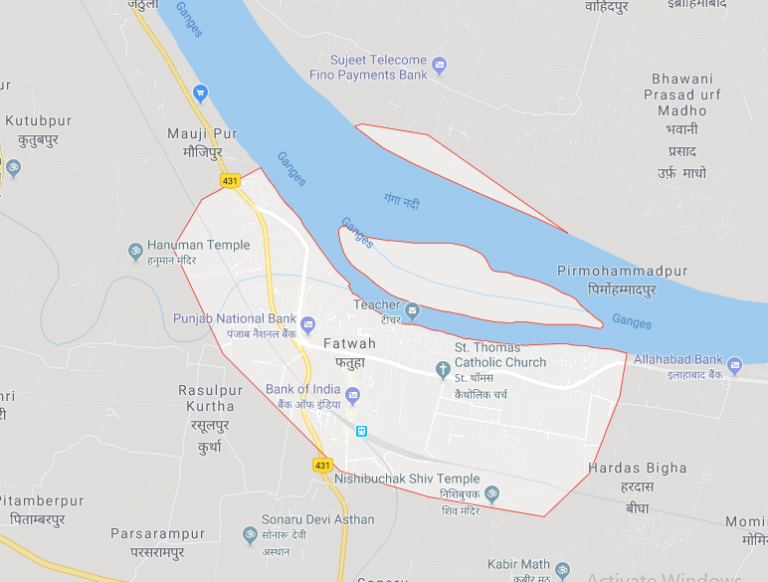 जेठुली
Ganges
वाहिदपुर
इब्राहिमाबाद
Sujeet Telecome
Fino Payments Bank
Bhawani
Prasad urf
Madho
भवानी
प्रसाद
उर्फ़ माधो
Kutubpur
कुतुबपुर
Mauji Pur
मौजिपुर
431
Ganges
गंगा नदी
Ganges
Hanuman Temple
हनुमान मंदिर
Pirmohammadpur
पिर्मोहम्मादपुर
Teacher
टीचर
Ganges
Punjab National Bank
पंजाब नैशनल बैंक
Fatwah
फतुहा
St. Thomas
Catholic Church
St. थॉमस
कैथोलिक चर्च
Allahabad Bank
इलाहाबाद बैंक
Rasulpur
Kurtha
रसूलपुर
कुर्था
Bank of India
बैंक ऑफ इंडिया
431
Nishibuchak Shiv Temple
निशिबुचक
शिव मंदिर
Hardas Bigha
हरदास
बीघा
Pitamberpur
पिताम्बरपुर
Parsarampur
परसरामपुर
Sonaru Devi Asthan
सोनारू देवी
अस्थान
Kabir Math
कबीर मठ
Activate Windows